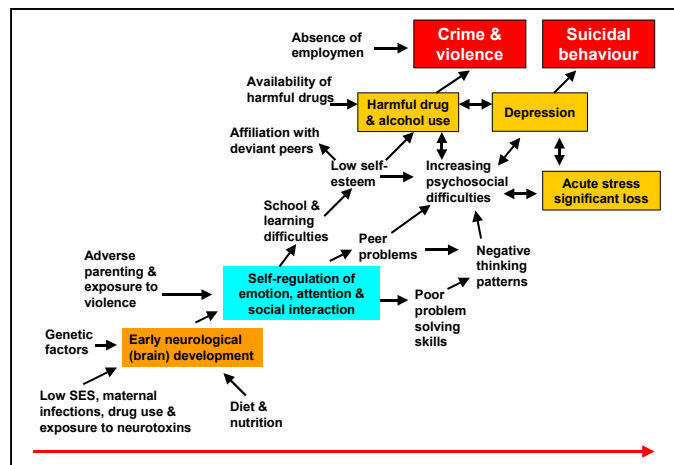 Absence of
employmen
Crime &
violence
Suicidal
behaviour
Availability of
harmful drugs
Harmful drug
& alcohol use
Depression
Affiliation with
deviant peers
Low self-
esteem
Increasing
psychosocial
difficulties
Acute stress
significant loss
School &
learning
difficulties
Peer
problems
Negative
thinking
patterns
Adverse
parenting &
exposure to
violence
Self-regulation of
emotion, attention &
social interaction
Poor
problem
solving
skills
Genetic
factors
Early neurological
(brain) development
Low SES, maternal
infections, drug use &
exposure to neurotoxins
Diet &
nutrition